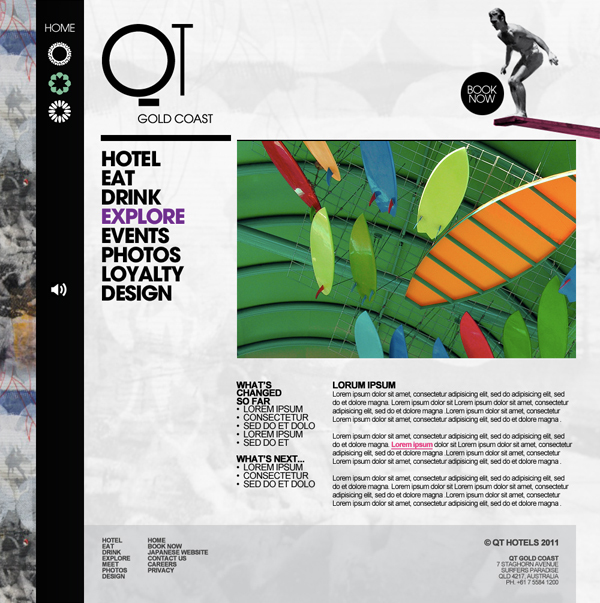 HOME
QT
GOLD COAST
BOOK
NOW
HOTEL
EAT
DRINK
EXPLORE
EVENTS
PHOTOS
LOYALTY
DESIGN
WHAT'S
CHANGED
SO FAR
• LOREM IPSUM
• CONSECTETUR
• SED DO ET DOLO
• LOREM IPSUM
• SED DO ET
WHAT'S NEXT...
• LOREM IPSUM
• CONSECTETUR
• SED DO ET DOLO
LORUM IPSUM
Lorem ipsum dolor sit amet, consectetur adipisicing elit, sed do adipisicing elit, sed
do et dolore magna. Lorem ipsum dolor sit Lorem ipsum dolor sit amet, consectetur
adipisicing elit, sed do et dolore magna .Lorem ipsum dolor sit amet, consectetur
Lorem ipsum dolor sit amet, consectetur adipisicing elit, sed do et dolore magna .
Lorem ipsum dolor sit amet, consectetur adipisicing elit, sed do adipisicing elit, sed
do et dolore magna. Lorem ipsum dolor sit Lorem ipsum dolor sit amet, consectetur
adipisicing elit, sed do et dolore magna .Lorem ipsum dolor sit amet, consectetur
Lorem ipsum dolor sit amet, consectetur adipisicing elit, sed do et dolore magna .
Lorem ipsum dolor sit amet, consectetur adipisicing elit, sed do adipisicing elit, sed
do et dolore magna. Lorem ipsum dolor sit Lorem ipsum dolor sit amet, consectetur
adipisicing elit, sed do et dolore magna .Lorem ipsum dolor sit amet, consectetur
Lorem ipsum dolor sit amet, consectetur adipisicing elit, sed do et dolore magna .
HOTEL
EAT
DRINK
EXPLORE
MEET
PHOTOS
DESIGN
HOME
BOOK NOW
JAPANESE WEBSITE
CONTACT US
CAREERS
PRIVACY
© QT HOTELS 2011
QT GOLD COAST
7 STAGHORN AVENUE
SURFERS PARADISE
QLD 4217. AUSTRALIA
PH. +61 7 5584 1200